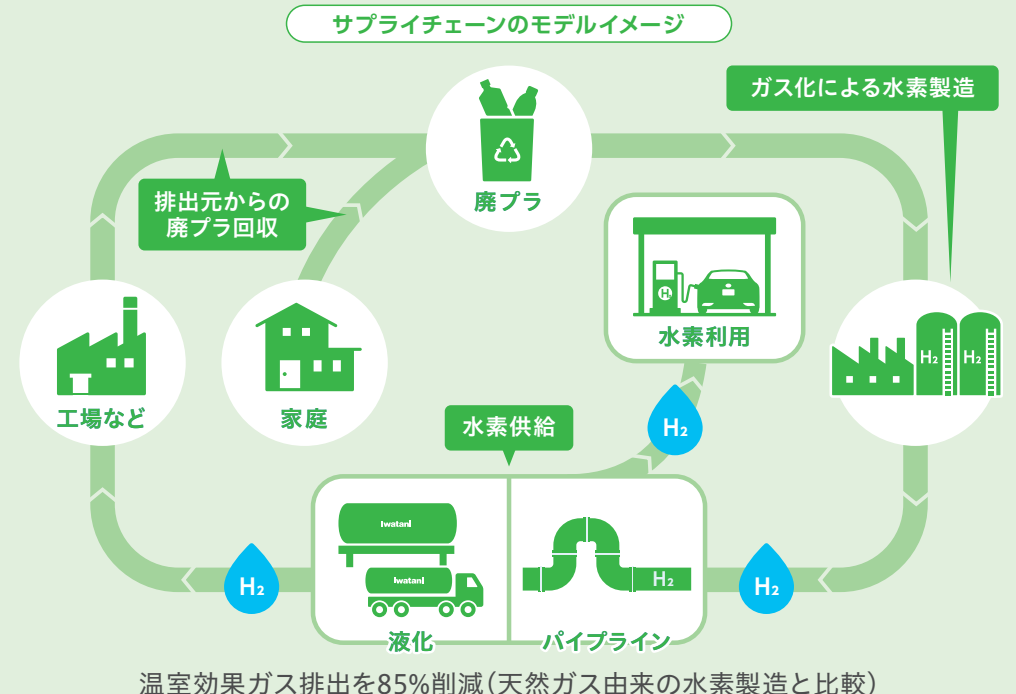 サプライチェーンのモデルイメージ
ガス化による水素製造
廃プラ
排出元からの
廃プラ回収
H₂
水素利用
H₂
H₂
工場など
家庭
水素供給
H₂
Iwatani
Iwatani
H₂
H₂
H₂
液化
パイプライン
温室効果ガス排出を85%削減(天然ガス由来の水素製造と比較)